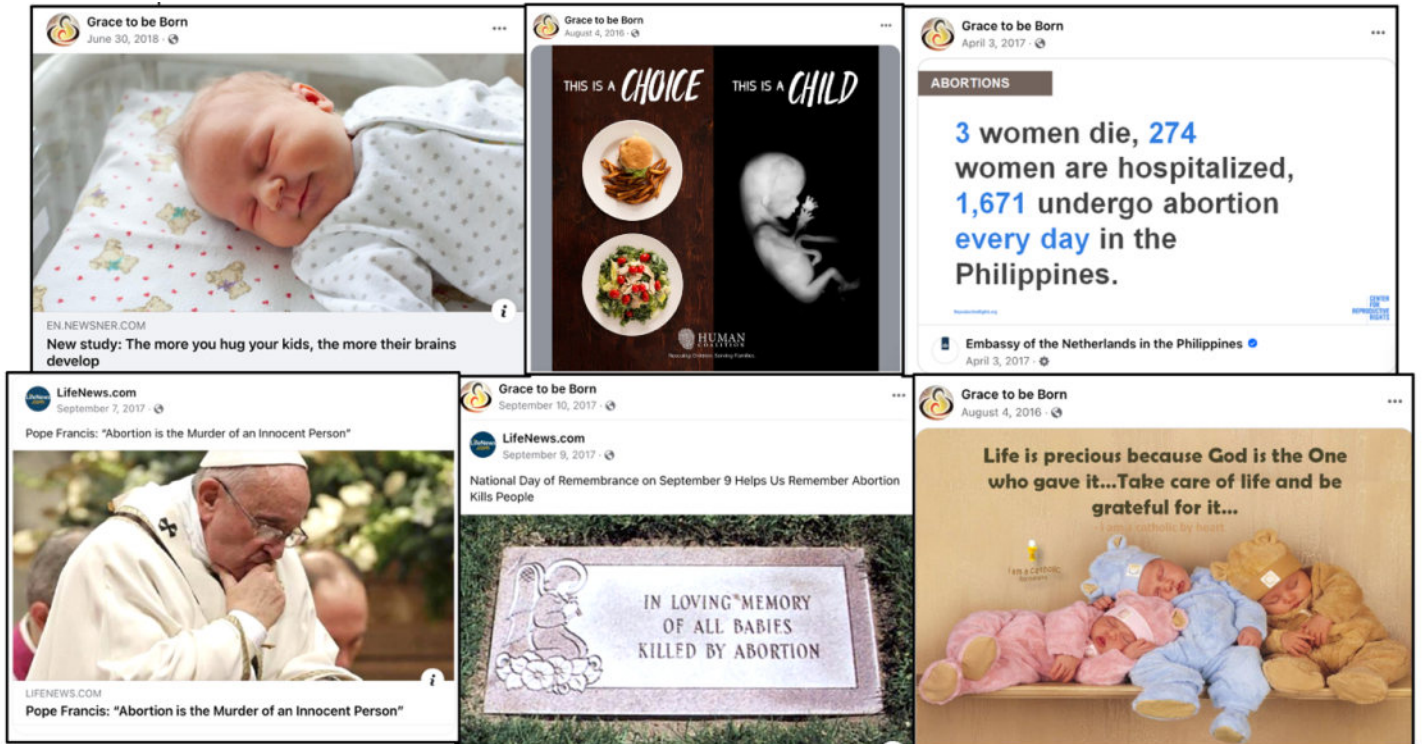 Grace to be Born
June 30, 2018
EN.NEWSNER.COM
New study: The more you hug your kids, the more their brains
develop
Grace to be Born
August 4, 2016
THIS IS A CHOICE
THIS IS A CHILD
HUMAN
COALITION
Rescuing Children. Serving Families.
Grace to be Born
April 3, 2017
ABORTIONS
3 women die, 274
women are hospitalized,
1,671 undergo abortion
every day in the
Philippines.
CENTER
FOR
REPRODUCTIVE
RIGHTS
Embassy of the Netherlands in the Philippines
April 3, 2017
LifeNews.com
September 7, 2017
Pope Francis: “Abortion is the Murder of an Innocent Person”
LIFENEWS.COM
Pope Francis: “Abortion is the Murder of an Innocent Person”
Grace to be Born
September 10, 2017
LifeNews.com
September 9, 2017
National Day of Remembrance on September 9 Helps Us Remember Abortion
Kills People
IN LOVING MEMORY
OF ALL BABIES
KILLED BY ABORTION
Grace to be Born
August 4, 2016
Life is precious because God is the One
who gave it...Take care of life and be
grateful for it...
- i am a catholic by heart
I am a Catholic